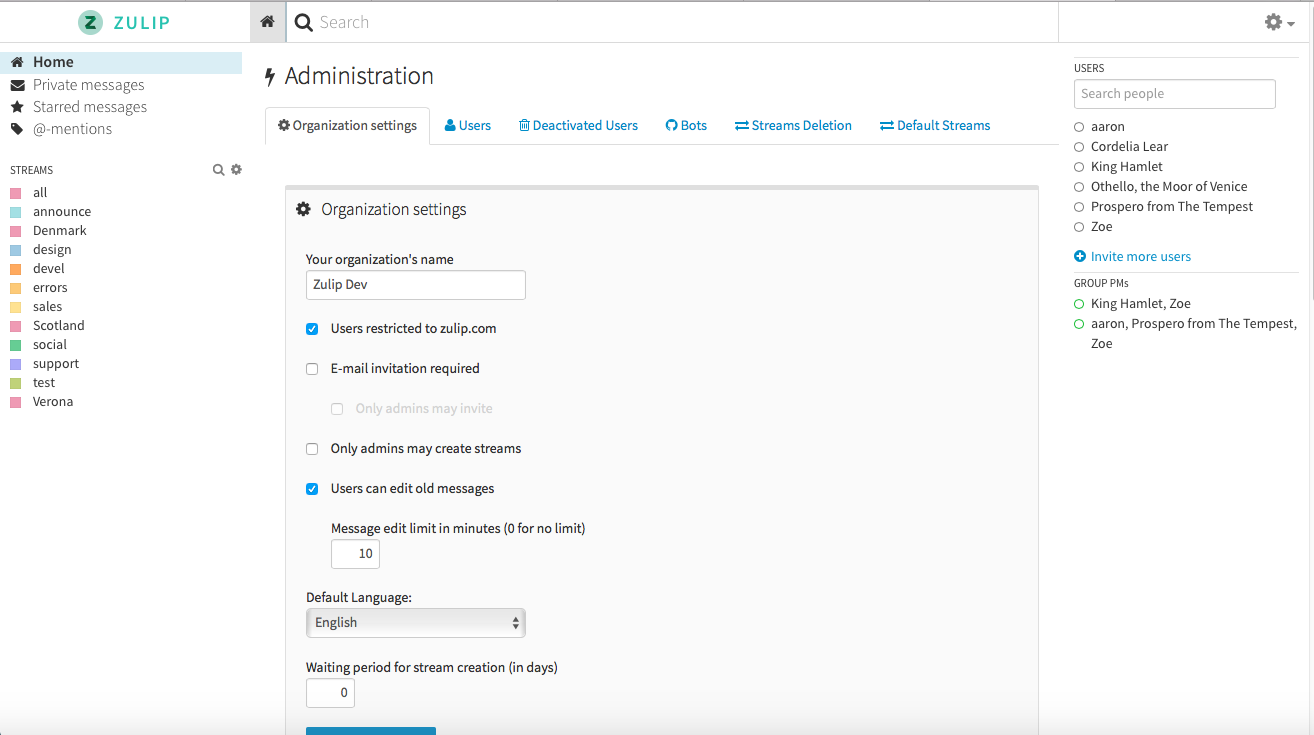 ZULIP
Search
Home
Private messages
Starred messages
@-mentions
STREAMS
all
announce
Denmark
design
devel
errors
sales
Scotland
social
support
test
Verona
Administration
Organization settings
Users
Deactivated Users
Bots
Streams Deletion
Default Streams
Organization settings
Your organization's name
Zulip Dev
Users restricted to zulip.com
E-mail invitation required
Only admins may invite
Only admins may create streams
Users can edit old messages
Message edit limit in minutes (0 for no limit)
10
Default Language:
English
Waiting period for stream creation (in days)
0
USERS
Search people
aaron
Cordelia Lear
King Hamlet
Othello, the Moor of Venice
Prospero from The Tempest
Zoe
Invite more users
GROUP PMs
King Hamlet, Zoe
aaron, Prospero from The Tempest,
Zoe